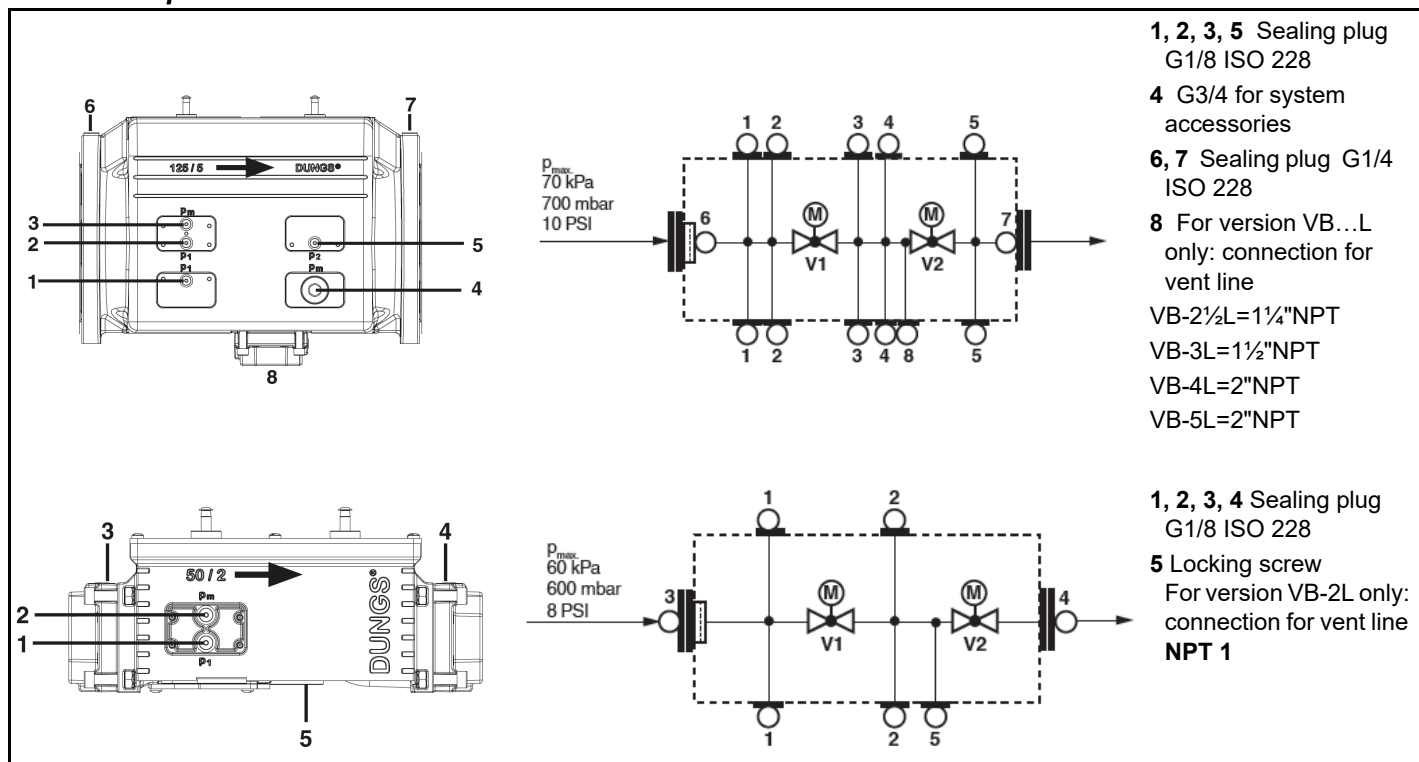 6
7
125 / 5
DUNGS®
Pm
3
2
P1
P1
1
P2
Pm
5
4
8
1 2 3 4 5
pmax.
70 kPa
700 mbar
10 PSI
6
M
V1
M
V2
7
1 2 3 4 8 5
1, 2, 3, 5 Sealing plug
G1/8 ISO 228
4 G3/4 for system
accessories
6, 7 Sealing plug G1/4
ISO 228
8 For version VB…L
only: connection for
vent line
VB-2½L=1¼"NPT
VB-3L=1½"NPT
VB-4L=2"NPT
VB-5L=2"NPT
3
4
50 / 2
Pm
2
1
P1
DUNGS®
5
1 2
pmax.
60 kPa
600 mbar
8 PSI
3
M
V1
M
V2
4
1 2 5
1, 2, 3, 4 Sealing plug
G1/8 ISO 228
5 Locking screw
For version VB-2L only:
connection for vent line
NPT 1